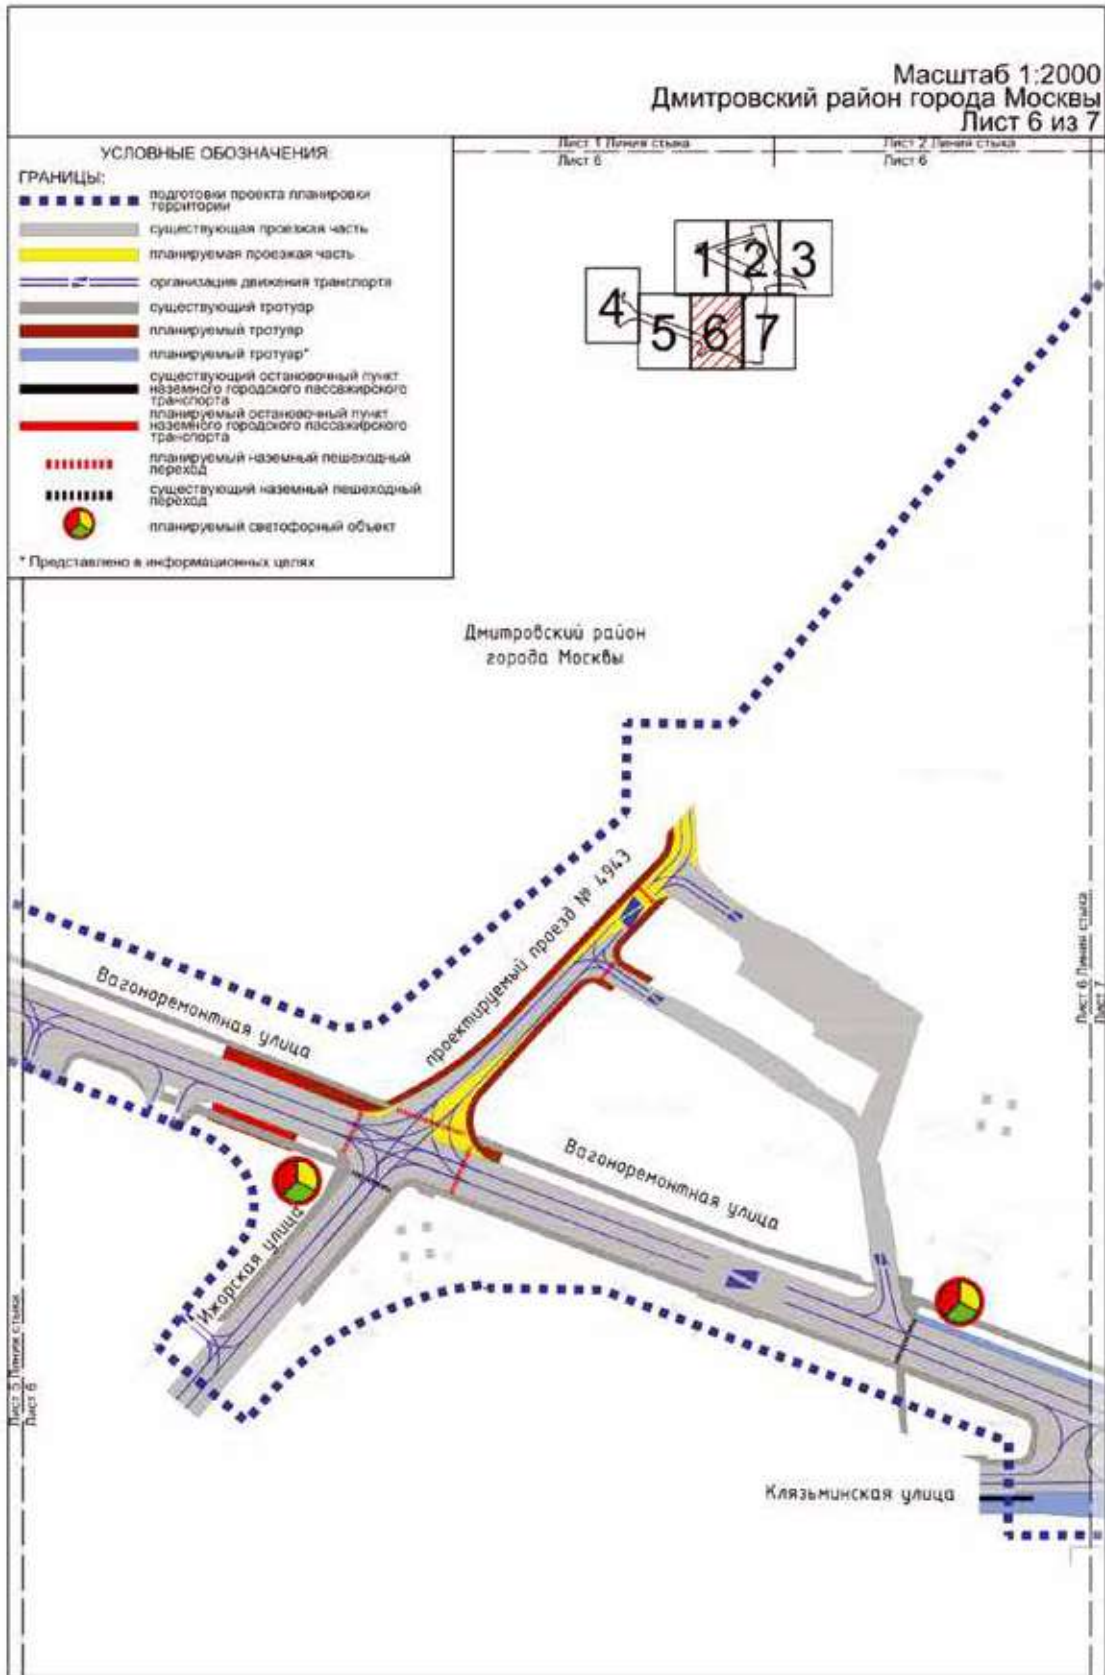 Масштаб 1:2000
Дмитровский район города Москвы
Лист 6 из 7
Лист 1 Линия стыка
Лист 6
Лист 2 Линия стыка
Лист 6
УСЛОВНЫЕ ОБОЗНАЧЕНИЯ:
ГРАНИЦЫ:
подготовки проекта планировки
территории
существующая проезжая часть
планируемая проезжая часть
организация движения транспорта
существующий тротуар
планируемый тротуар
планируемый тротуар*
существующий остановочный пункт
наземного городского пассажирского
транспорта
планируемый остановочный пункт
наземного городского пассажирского
транспорта
планируемый наземный пешеходный
переход
существующий наземный пешеходный
переход
планируемый светофорный объект
* Представлено в информационных целях
1
2
3
4
5
6
7
Дмитровский район
города Москвы
проектируемый проезд № 4943
Вагоноремонтная улица
Вагоноремонтная улица
Ижорская улица
Клязьминская улица
Лист 6 Линия стыка
Лист 7
Лист 5 Линия стыка
Лист 6